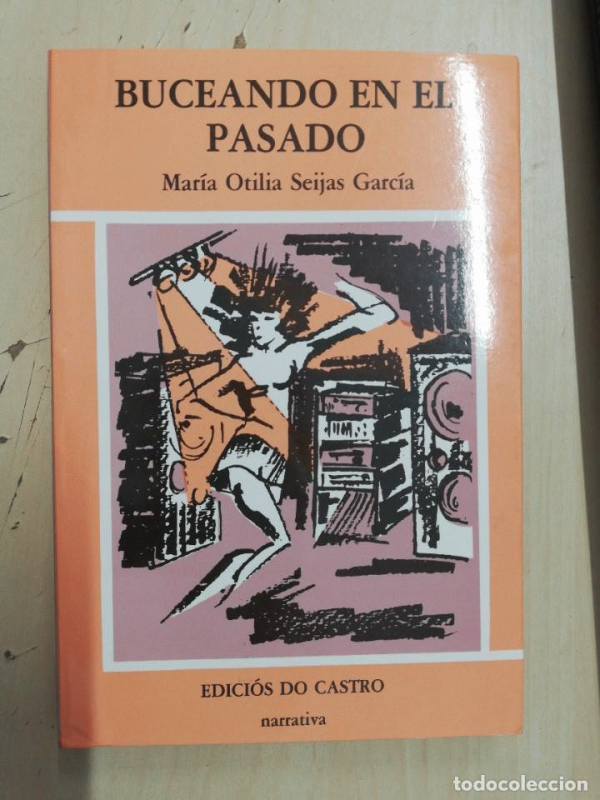 BUCEANDO EN EL
PASADO
María Otilia Seijas García
EDICIÓS DO CASTRO
narrativa
todocoleccion